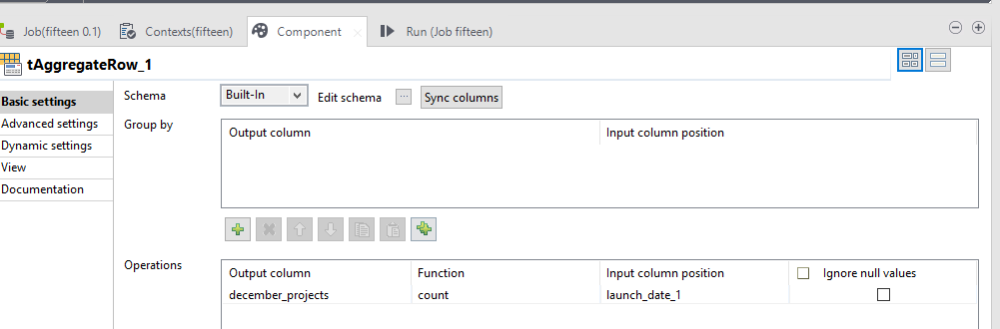 Job(fifteen 0.1) Contexts(fifteen) Component Run (Job fifteen)
tAggregateRow_1
Basic settings
Advanced settings
Dynamic settings
View
Documentation
Schema Built-In Edit schema ... Sync columns
Group by
Output column Input column position
Operations
Output column Function Input column position Ignore null values
december_projects count launch_date_1